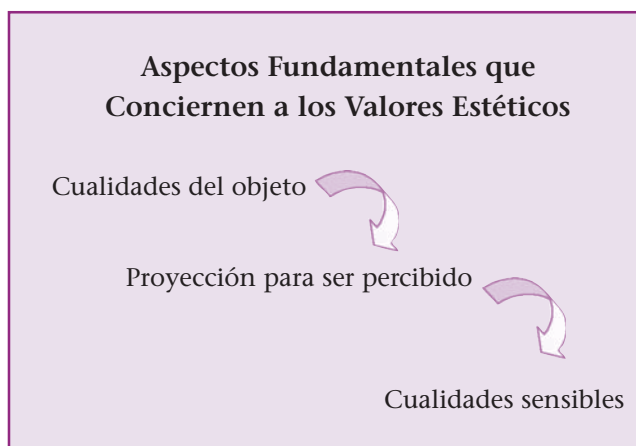 Aspectos Fundamentales que
Conciernen a los Valores Estéticos
Cualidades del objeto
Proyección para ser percibido
Cualidades sensibles